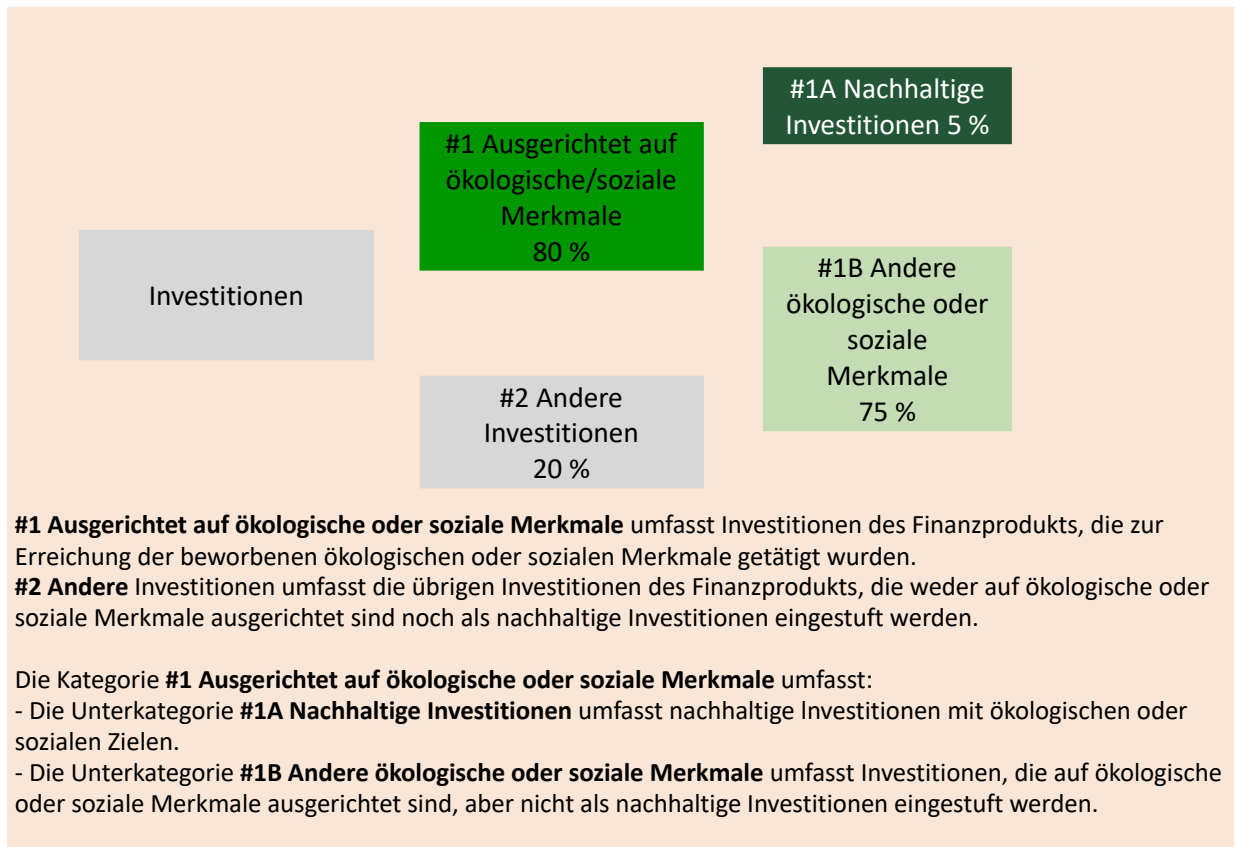 #1A Nachhaltige
Investitionen 5 %
#1 Ausgerichtet auf
ökologische/soziale
Merkmale
80 %
Investitionen
#1B Andere
ökologische oder
soziale
Merkmale
75 %
#2 Andere
Investitionen
20 %
#1 Ausgerichtet auf ökologische oder soziale Merkmale umfasst Investitionen des Finanzprodukts, die zur
Erreichung der beworbenen ökologischen oder sozialen Merkmale getätigt wurden.
#2 Andere Investitionen umfasst die übrigen Investitionen des Finanzprodukts, die weder auf ökologische oder
soziale Merkmale ausgerichtet sind noch als nachhaltige Investitionen eingestuft werden.
Die Kategorie #1 Ausgerichtet auf ökologische oder soziale Merkmale umfasst:
- Die Unterkategorie #1A Nachhaltige Investitionen umfasst nachhaltige Investitionen mit ökologischen oder
sozialen Zielen.
- Die Unterkategorie #1B Andere ökologische oder soziale Merkmale umfasst Investitionen, die auf ökologische
oder soziale Merkmale ausgerichtet sind, aber nicht als nachhaltige Investitionen eingestuft werden.